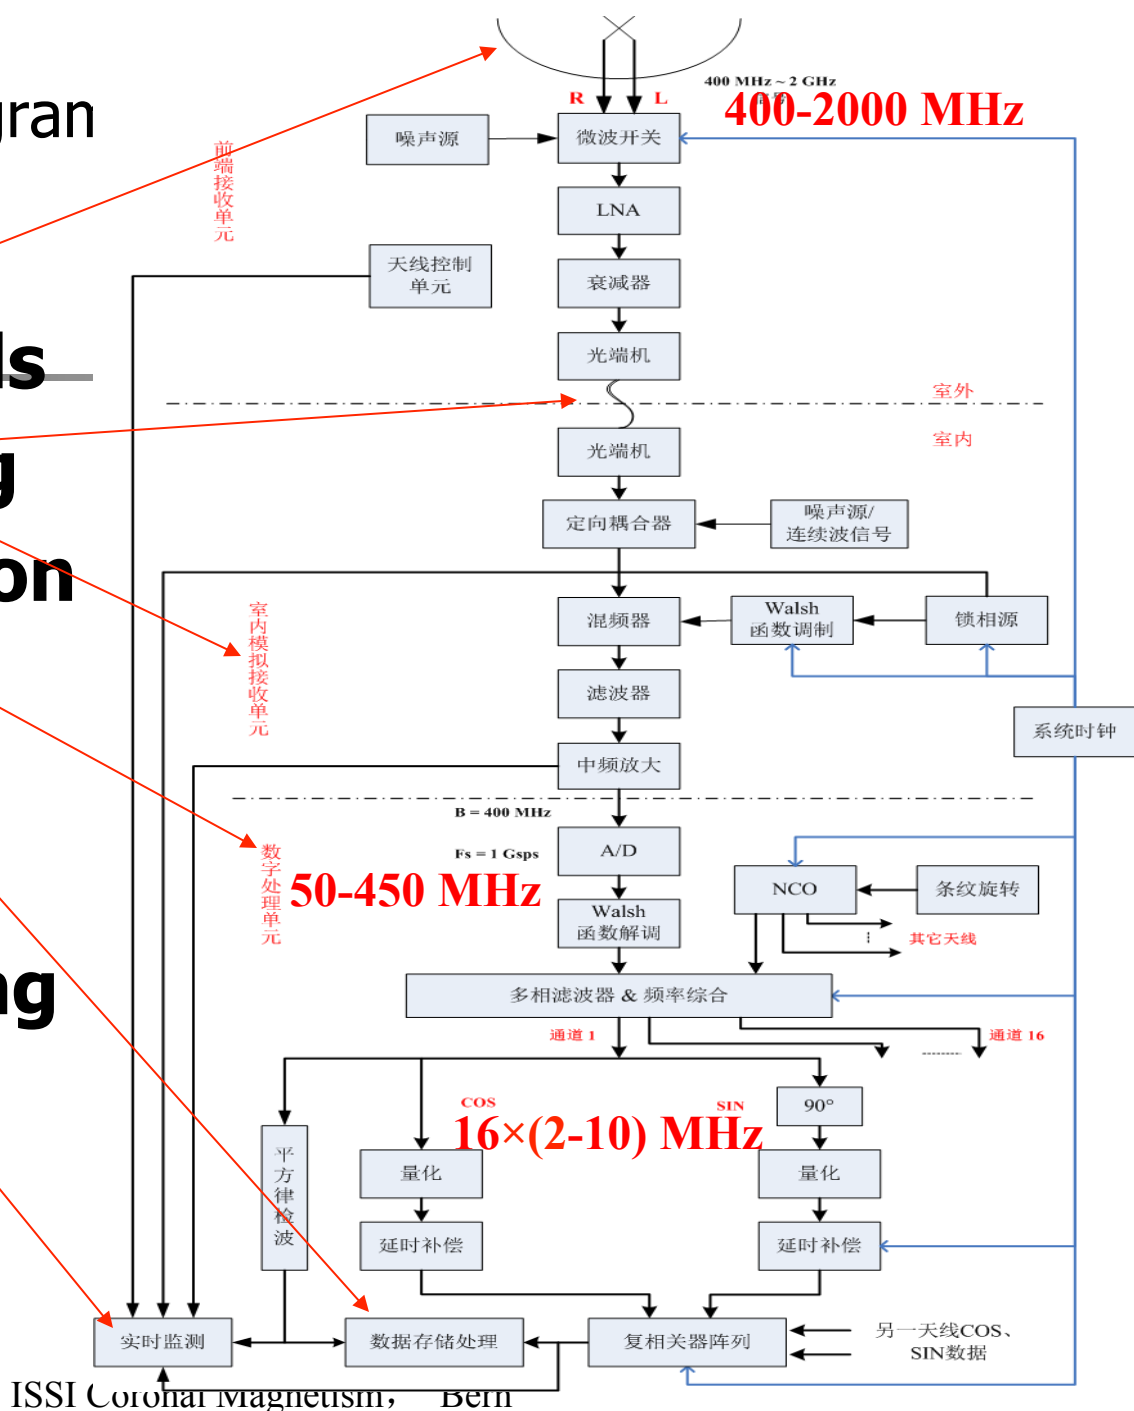 400 MHz ~ 2 GHz
400-2000 MHz
R
L
gran
噪声源
微波开关
前端接收单元
LNA
天线控制
单元
衰减器
ls
光端机
室外
室内
g
光端机
定向耦合器
噪声源/
连续波信号
on
混频器
Walsh
函数调制
锁相源
室内模拟接收单元
滤波器
系统时钟
中频放大
B = 400 MHz
Fs = 1 Gsps
A/D
数字处理单元
50-450 MHz
NCO
条纹旋转
Walsh
函数解调
其它天线
ng
多相滤波器 & 频率综合
通道 1
通道 16
COS
SIN
90°
16×(2-10) MHz
平方律检波
量化
量化
延时补偿
延时补偿
实时监测
数据存储处理
复相关器阵列
另一天线COS、
SIN数据
ISSI Coronal Magnetism， Bern